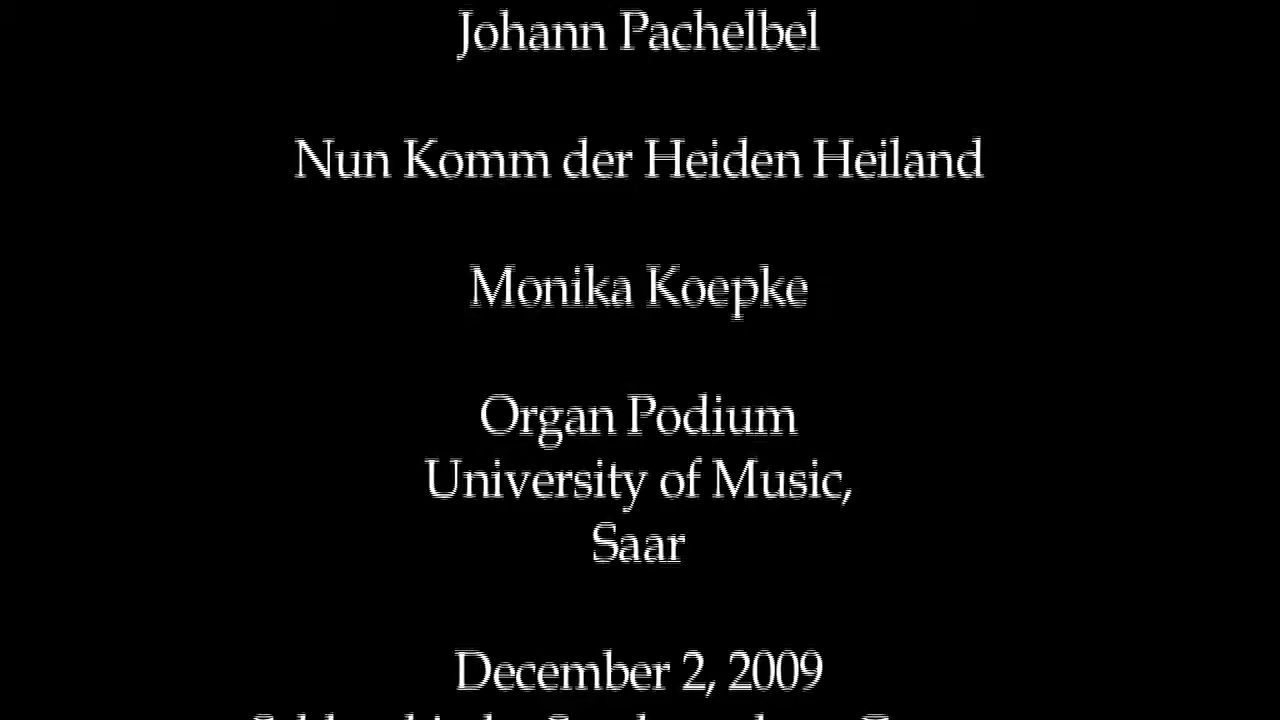 Johann Pachelbel
Nun Komm der Heiden Heiland
Monika Koepke
Organ Podium
University of Music,
Saar
December 2, 2009